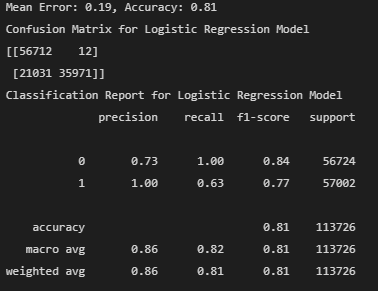 Mean Error: 0.19, Accuracy: 0.81
Confusion Matrix for Logistic Regression Model
[[56712    12]
 [21031 35971]]
Classification Report for Logistic Regression Model
              precision    recall  f1-score   support

           0       0.73      1.00      0.84     56724
           1       1.00      0.63      0.77     57002

    accuracy                           0.81    113726
   macro avg       0.86      0.82      0.81    113726
weighted avg       0.86      0.81      0.81    113726